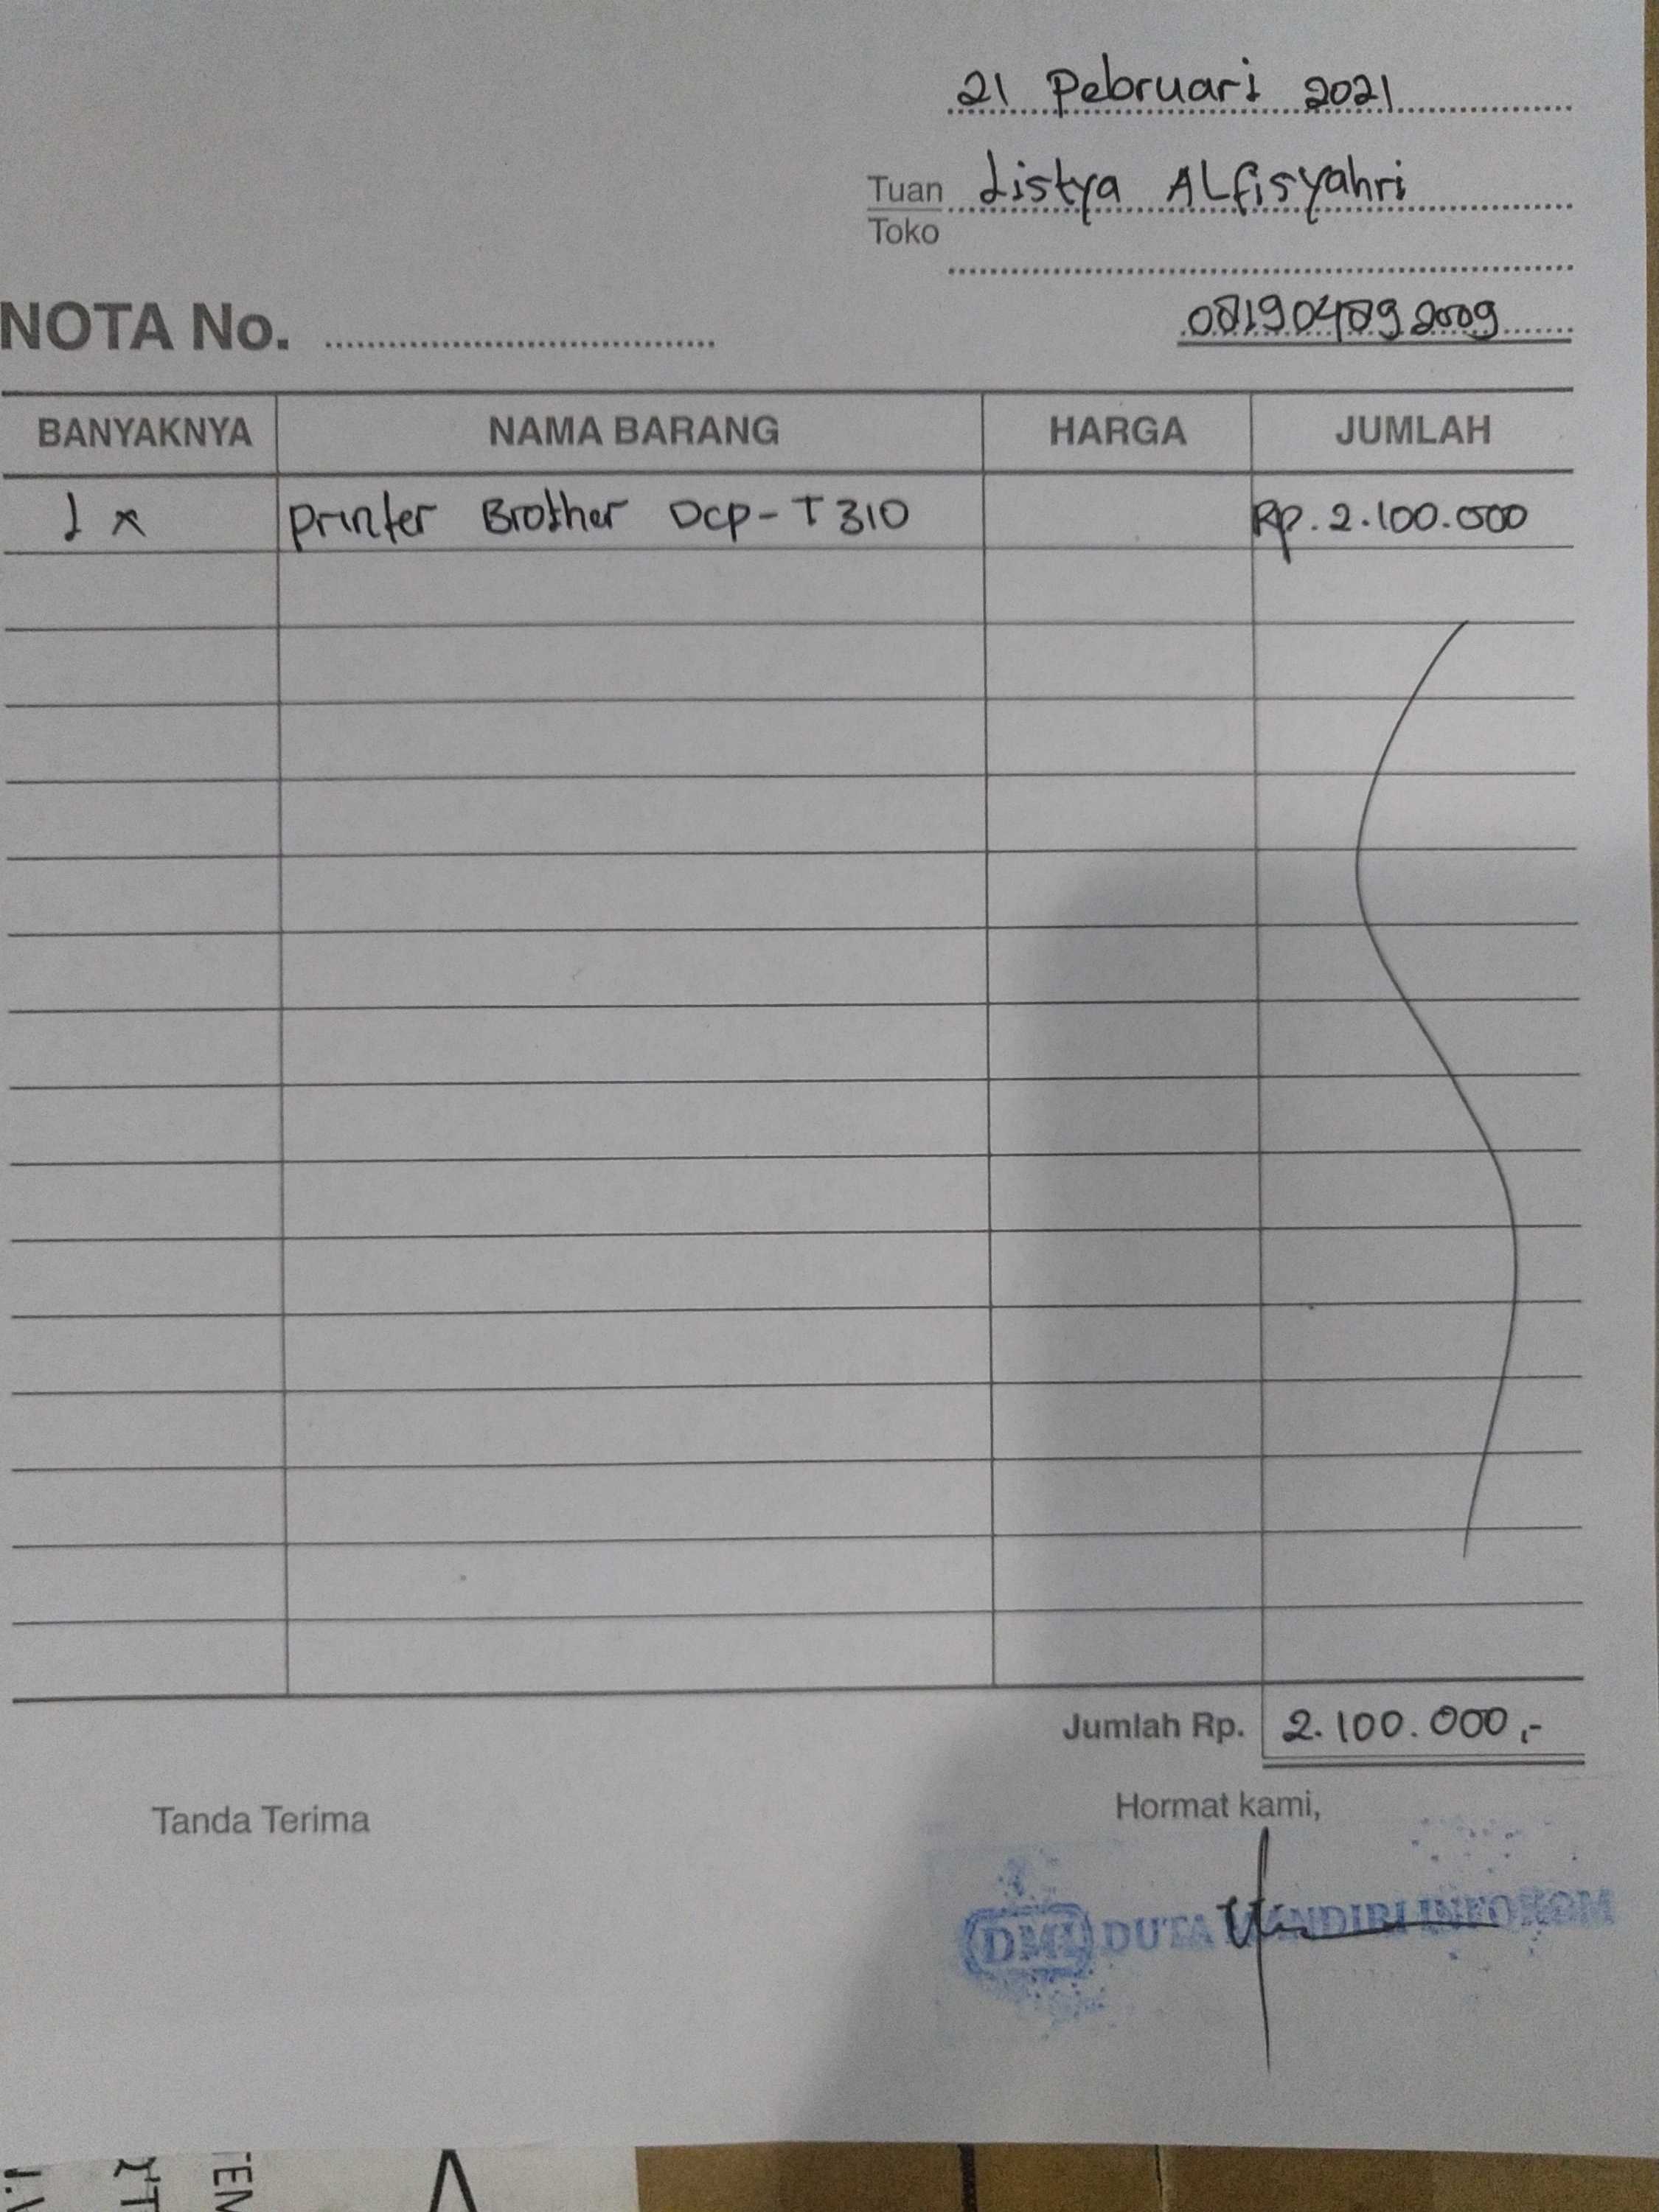 21 Pebruari 2021
Tuan Listya ALfisyahri
Toko
NOTA No. 081904892009
BANYAKNYA NAMA BARANG HARGA JUMLAH
1 x Printer Brother Dcp-T310 Rp. 2.100.000
Jumlah Rp. 2.100.000,-
Tanda Terima Hormat kami,
DMI DUTA MANDIRI INFOKOM